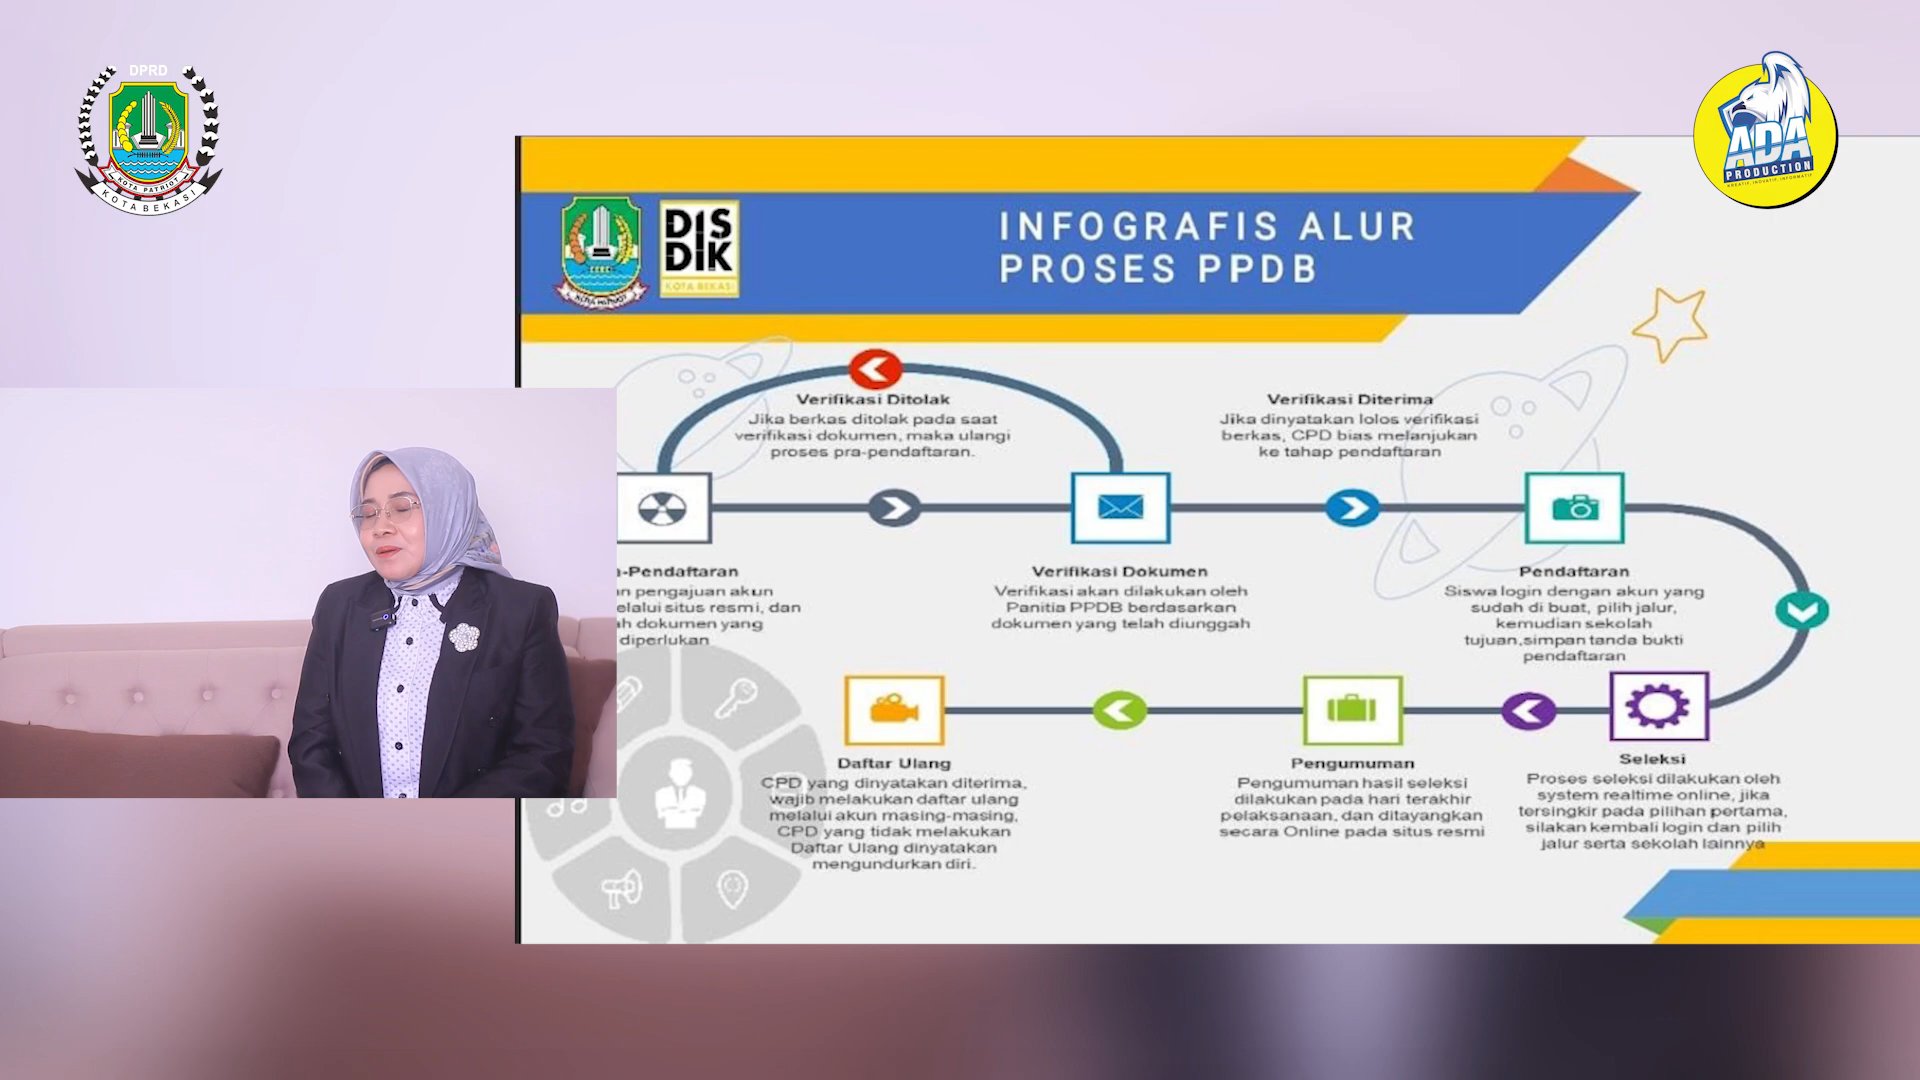 DPRD
KOTA PATRIOT
KOTA BEKASI
ADA
PRODUCTION
KREATIF, INOVATIF, INFORMATIF
DIS
DIK
KOTA BEKASI
INFOGRAFIS ALUR
PROSES PPDB
Verifikasi Ditolak
Jika berkas ditolak pada saat
verifikasi dokumen, maka ulangi
proses pra-pendaftaran.
Verifikasi Diterima
Jika dinyatakan lolos verifikasi
berkas, CPD bias melanjukan
ke tahap pendaftaran
-Pendaftaran
pengajuan akun
elalui situs resmi, dan
dokumen yang
diperlukan
Verifikasi Dokumen
Verifikasi akan dilakukan oleh
Panitia PPDB berdasarkan
dokumen yang telah diunggah
Pendaftaran
Siswa login dengan akun yang
sudah di buat, pilih jalur,
kemudian sekolah
tujuan,simpan tanda bukti
pendaftaran
Daftar Ulang
CPD yang dinyatakan diterima,
wajib melakukan daftar ulang
melalui akun masing-masing,
CPD yang tidak melakukan
Daftar Ulang dinyatakan
mengundurkan diri.
Pengumuman
Pengumuman hasil seleksi
dilakukan pada hari terakhir
pelaksanaan, dan ditayangkan
secara Online pada situs resmi
Seleksi
Proses seleksi dilakukan oleh
system realtime online, jika
tersingkir pada pilihan pertama,
silakan kembali login dan pilih
jalur serta sekolah lainnya